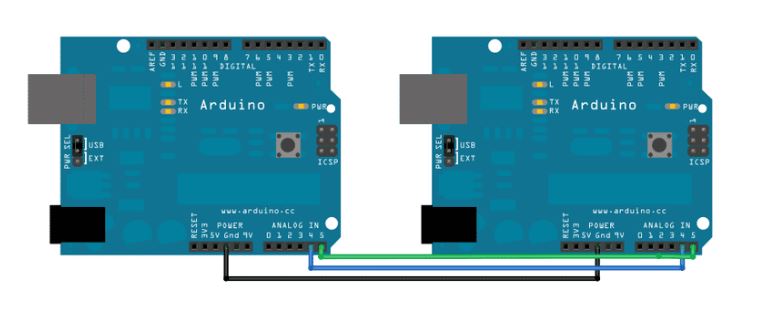 AREF
GND
13
12
11
10
9
8
7
6
5
4
3
2
1
0
DIGITAL
PWM
PWM
PWM
PWM
PWM
PWM
TX
RX
L
TX
RX
Arduino
PWR
1
ICSP
PWR SEL
USB
EXT
www.arduino.cc
RESET
3V3
POWER
5V Gnd 9V
ANALOG IN
0 1 2 3 4 5
AREF
GND
13
12
11
10
9
8
7
6
5
4
3
2
1
0
DIGITAL
PWM
PWM
PWM
PWM
PWM
PWM
TX
RX
L
TX
RX
Arduino
PWR
1
ICSP
PWR SEL
USB
EXT
www.arduino.cc
RESET
3V3
POWER
5V Gnd 9V
ANALOG IN
0 1 2 3 4 5